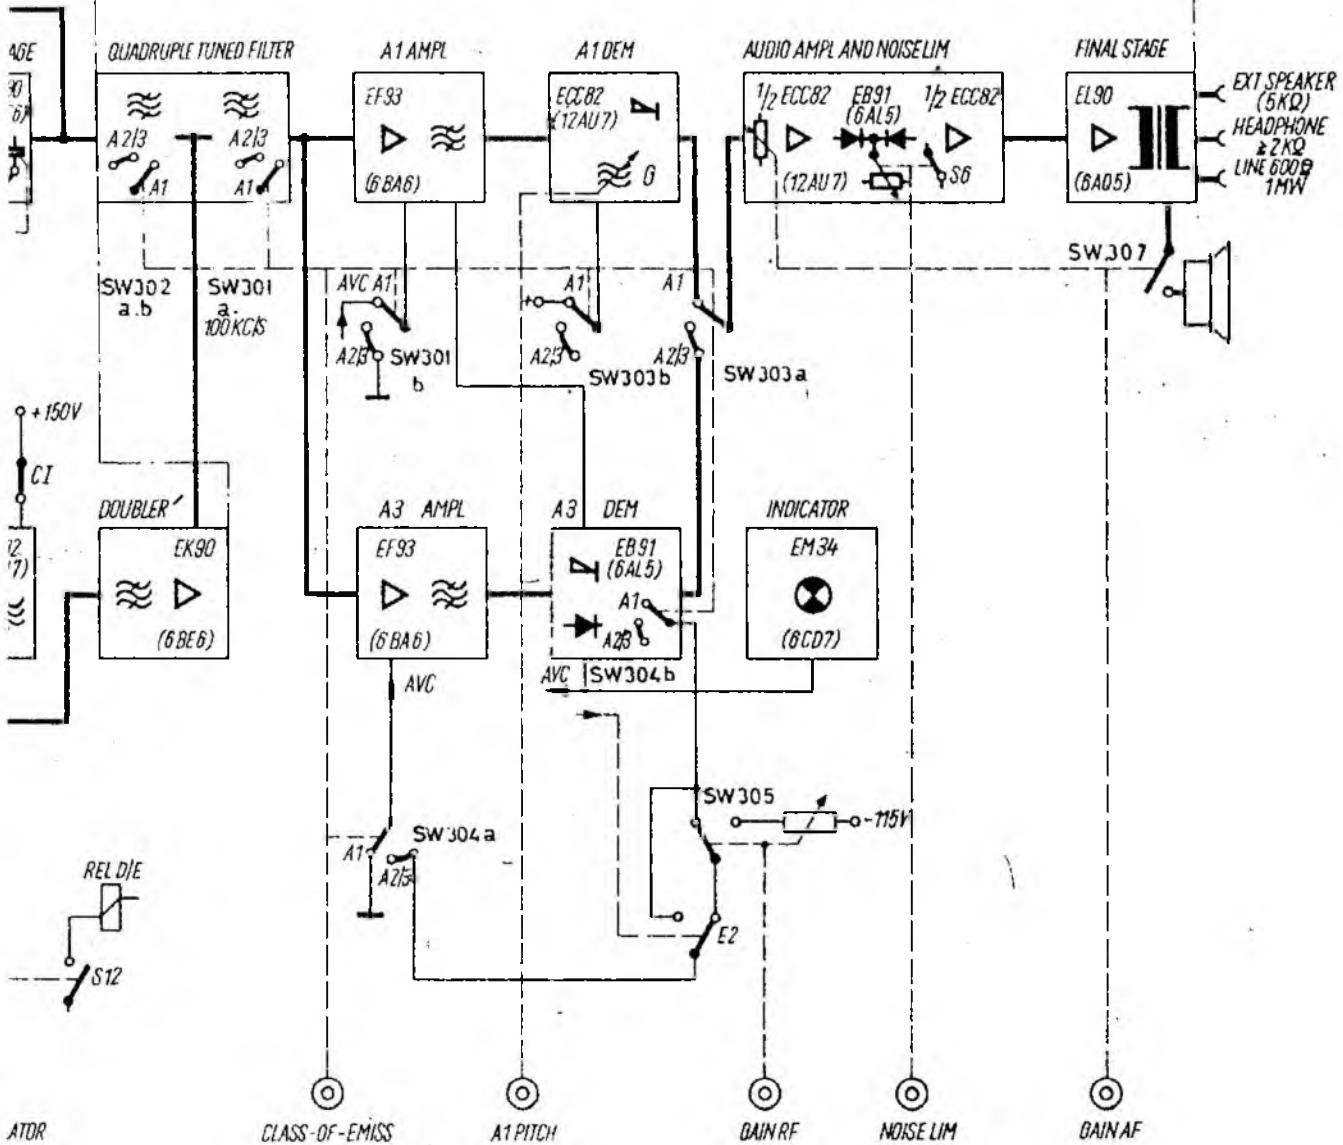 AGE
QUADRUPLE TUNED FILTER
A1 AMPL
A1 DEM
AUDIO AMPL AND NOISE LIM
FINAL STAGE
90
6)
A2/3
A2/3
A1
A1
EF93
(6BA6)
ECC82
(12AU7)
G
1/2 ECC82
EB91
(6AL5)
1/2 ECC82
(12AU7)
S6
EL90
(6AQ5)
EXT SPEAKER
(5KΩ)
HEADPHONE
≥2KΩ
LINE 600Ω
1MW
SW302
a.b
SW301
a.
100KC/S
AVC A1
A2/3
SW301
b
+
A1
A2/3
SW303b
A1
A2/3
SW303a
SW307
+150V
CI
DOUBLER
A3 AMPL
A3 DEM
INDICATOR
92
7)
EK90
(6BE6)
EF93
(6BA6)
EB91
(6AL5)
A1
A2/3
EM34
(6CD7)
AVC
AVC
SW304b
SW305
-115V
A1
SW304a
A2/3
REL D/E
E2
S12
ATOR
CLASS-OF-EMISS
A1 PITCH
GAIN RF
NOISE LIM
GAIN AF